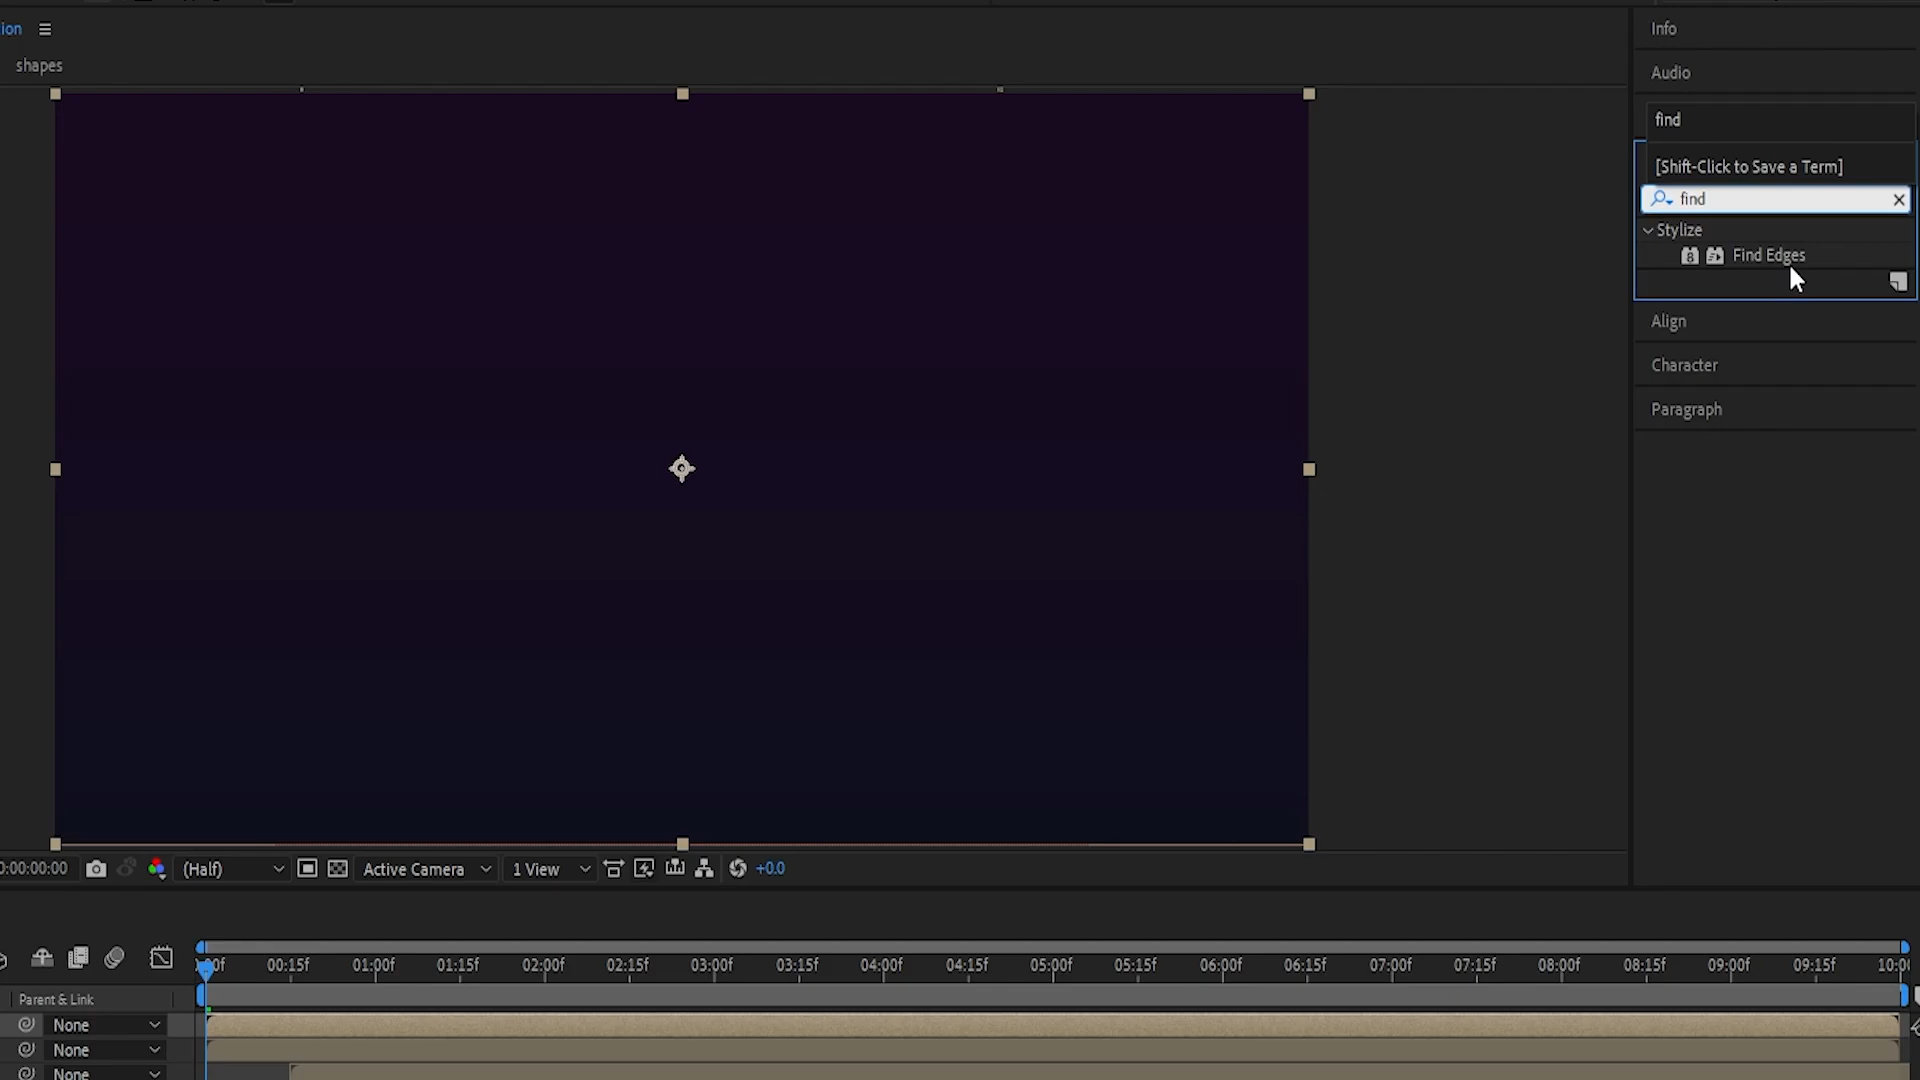 ion
shapes
Info
Audio
find
[Shift-Click to Save a Term]
find
Stylize
8
Find Edges
Align
Character
Paragraph
0:00:00:00
(Half)
Active Camera
1 View
+0.0
00f 00:15f 01:00f 01:15f 02:00f 02:15f 03:00f 03:15f 04:00f 04:15f 05:00f 05:15f 06:00f 06:15f 07:00f 07:15f 08:00f 08:15f 09:00f 09:15f 10:00
Parent & Link
None
None
None